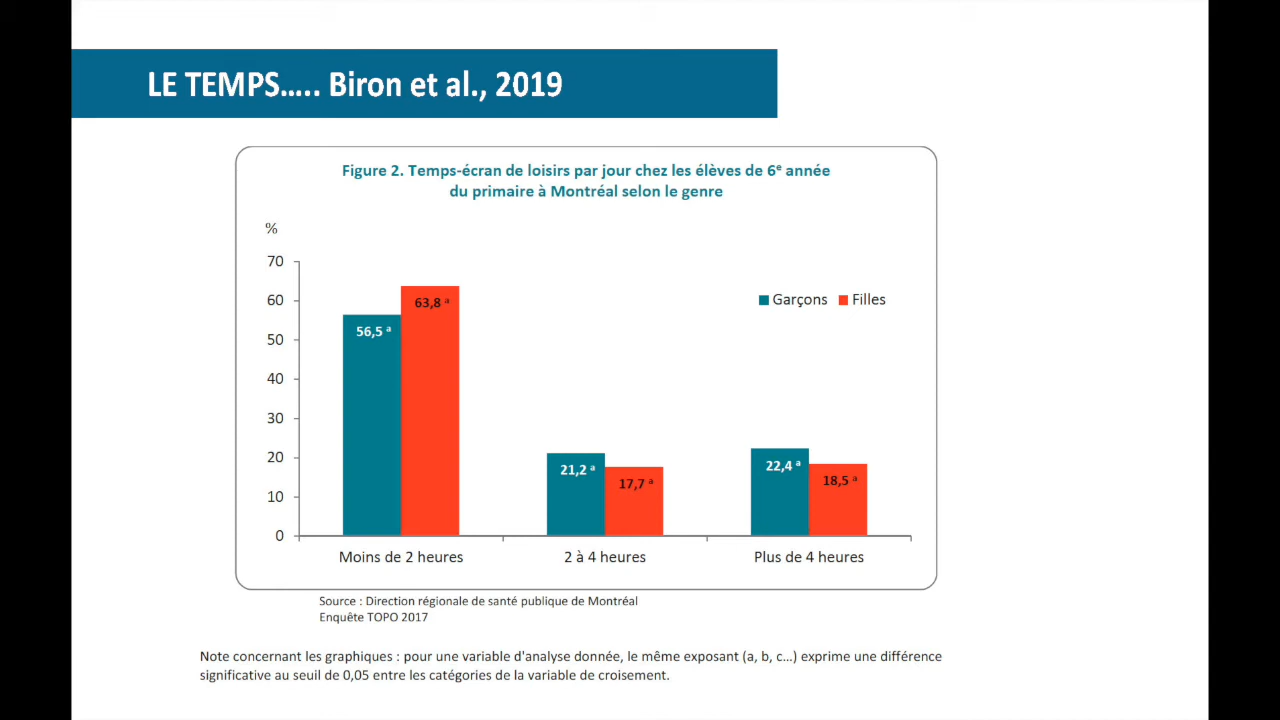 LE TEMPS….. Biron et al., 2019
Figure 2. Temps-écran de loisirs par jour chez les élèves de 6e année
du primaire à Montréal selon le genre
%
70
60
50
40
30
20
10
0
Garçons Filles
56,5 a
63,8 a
21,2 a
17,7 a
22,4 a
18,5 a
Moins de 2 heures
2 à 4 heures
Plus de 4 heures
Source : Direction régionale de santé publique de Montréal
Enquête TOPO 2017
Note concernant les graphiques : pour une variable d'analyse donnée, le même exposant (a, b, c…) exprime une différence
significative au seuil de 0,05 entre les catégories de la variable de croisement.